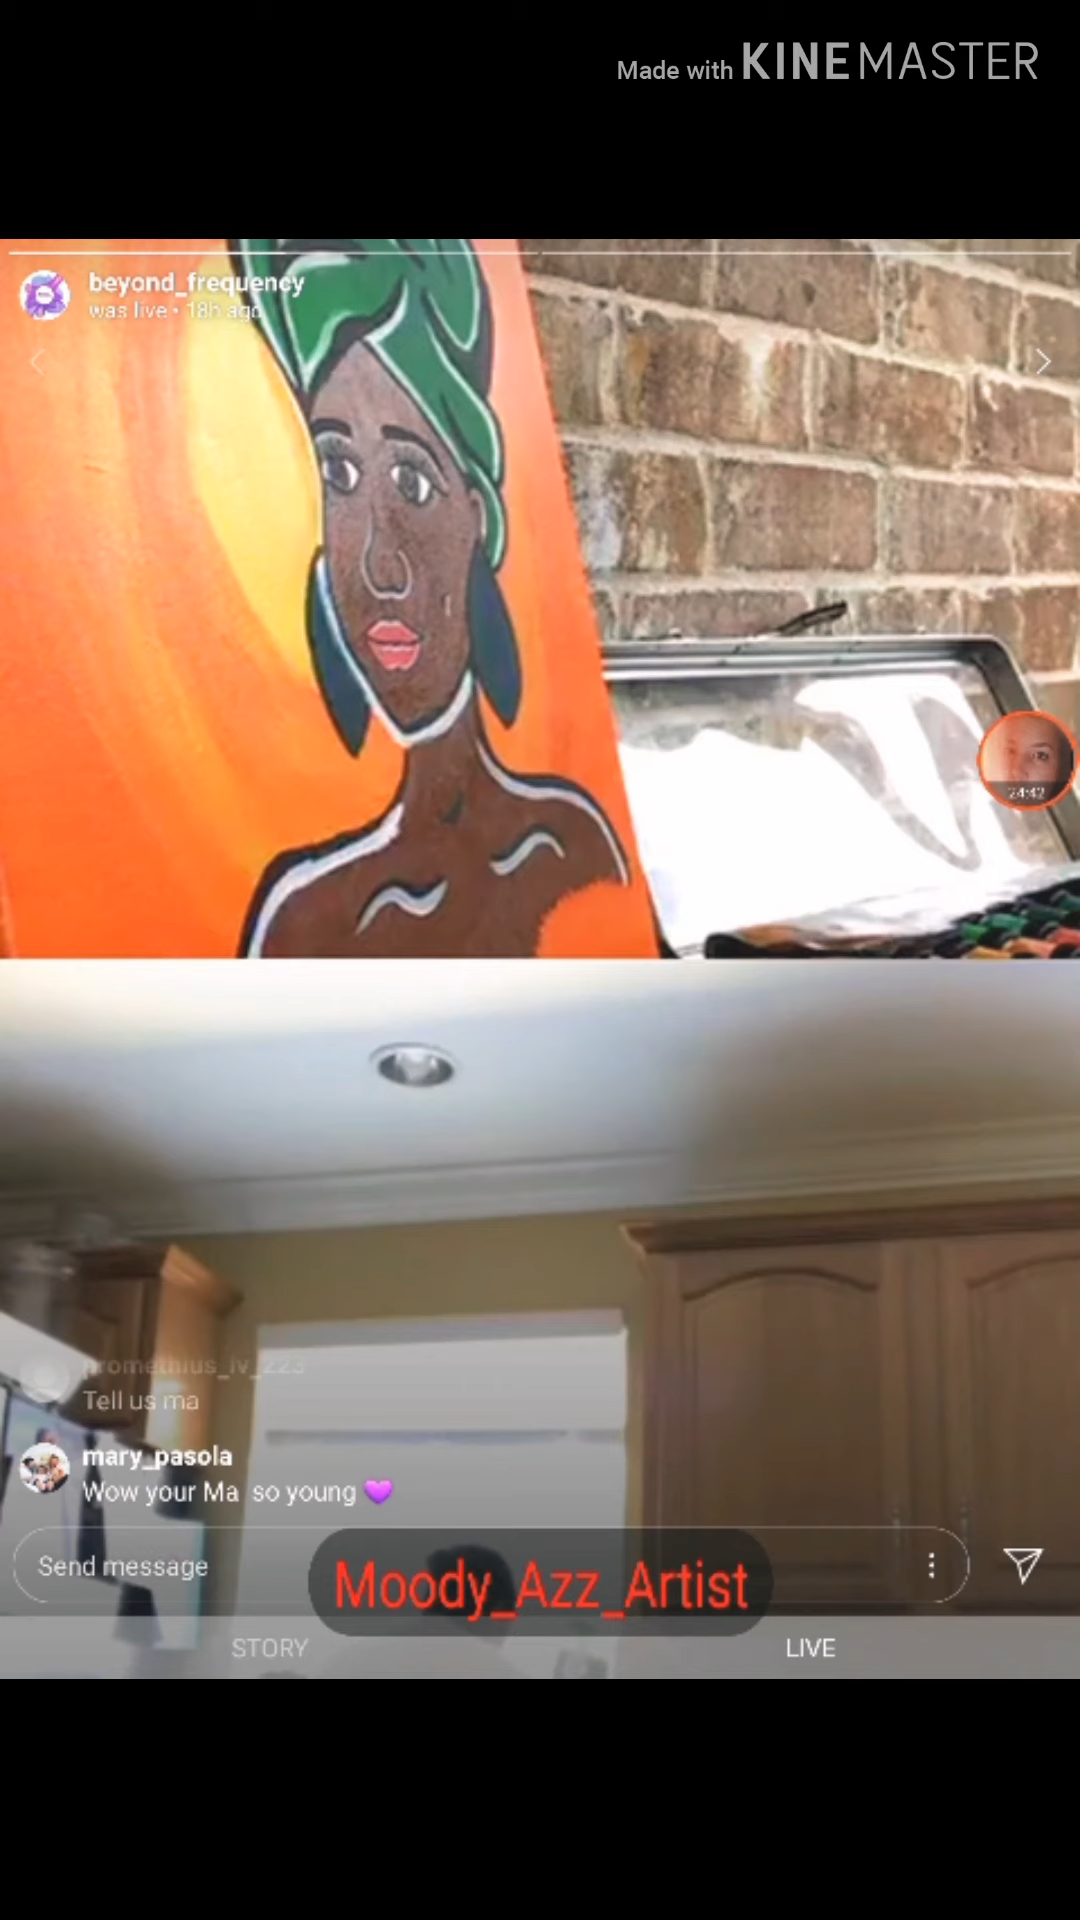 Made with KINEMASTER
beyond_frequency
was live • 18h ago
24:42
promethius_iv_223
Tell us ma
mary_pasola
Wow your Ma so young 💜
Send message
Moody_Azz_Artist
STORY
LIVE